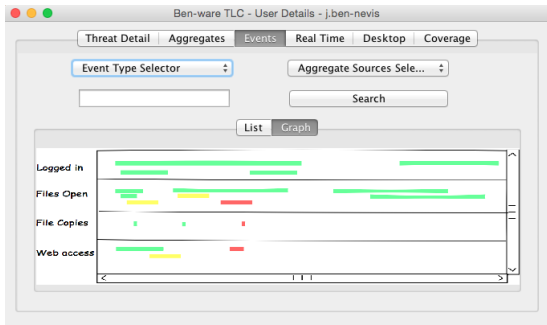 Ben-ware TLC - User Details - j.ben-nevis
Threat Detail Aggregates Events Real Time Desktop Coverage
Event Type Selector Aggregate Sources Sele...
Search
List Graph
Logged in
Files Open
File Copies
Web access